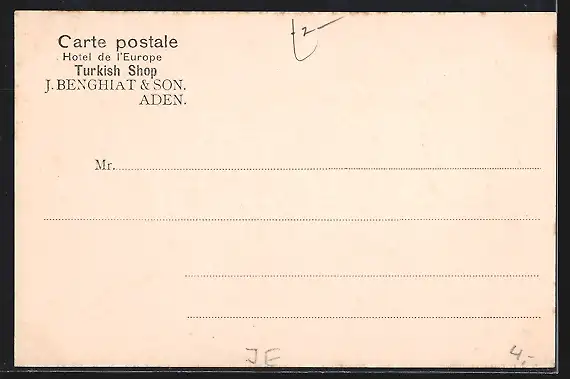 Carte postale
Hotel de l'Europe
Turkish Shop
J. BENGHIAT & SON.
ADEN.
Mr.
JE
4,-